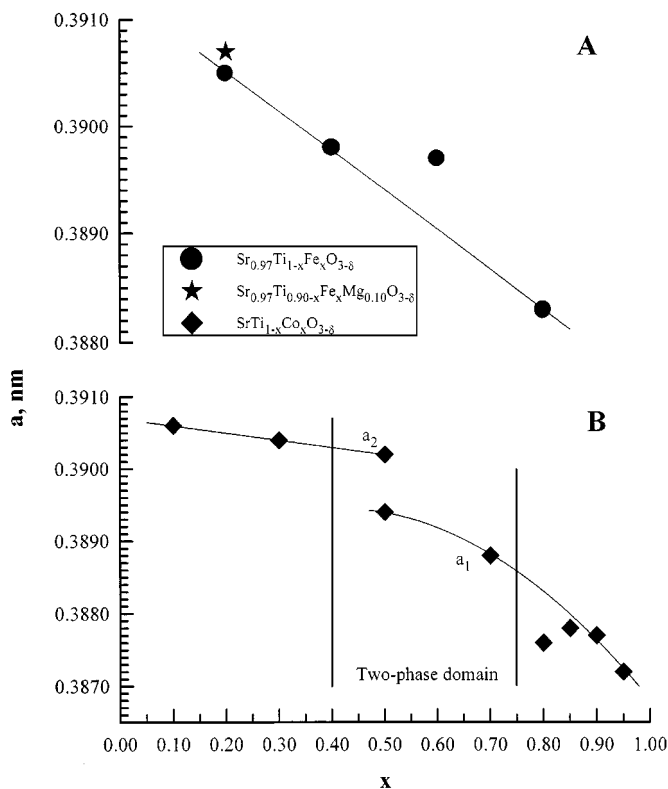 A
0.3910
0.3900
0.3890
0.3880
Sr0.97Ti1-xFexO3-δ
Sr0.97Ti0.90-xFexMg0.10O3-δ
SrTi1-xCoxO3-δ
a, nm
B
0.3910
0.3900
0.3890
0.3880
0.3870
a2
a1
Two-phase domain
0.00 0.10 0.20 0.30 0.40 0.50 0.60 0.70 0.80 0.90 1.00
x